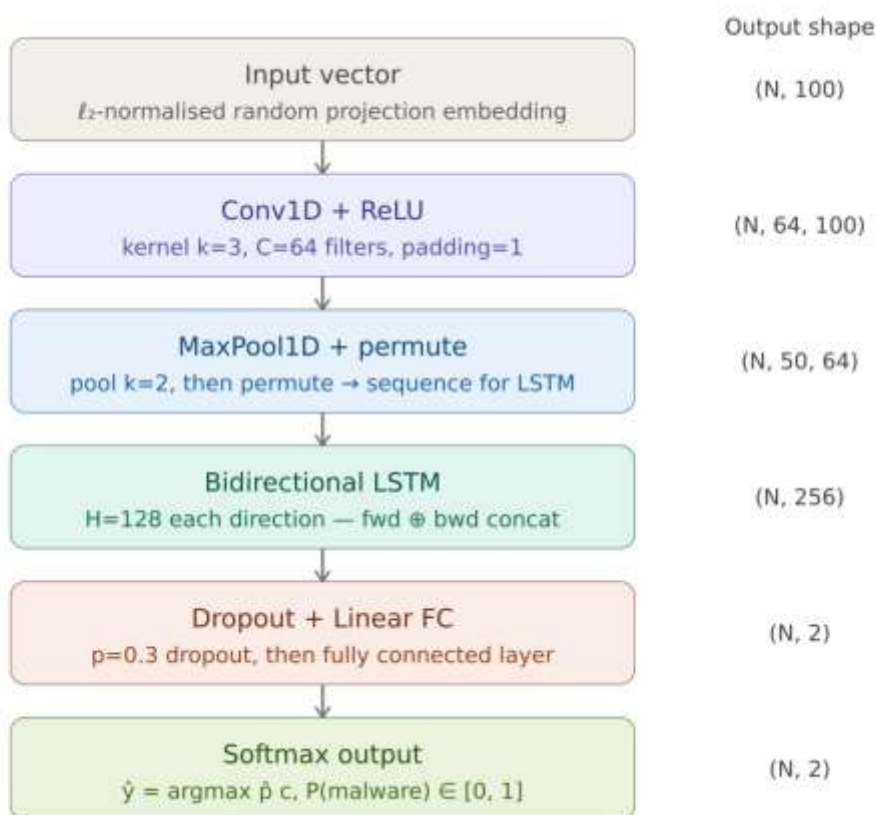 Output shape
Input vector
ℓ₂-normalised random projection embedding
(N, 100)
Conv1D + ReLU
kernel k=3, C=64 filters, padding=1
(N, 64, 100)
MaxPool1D + permute
pool k=2, then permute → sequence for LSTM
(N, 50, 64)
Bidirectional LSTM
H=128 each direction — fwd ⊕ bwd concat
(N, 256)
Dropout + Linear FC
p=0.3 dropout, then fully connected layer
(N, 2)
Softmax output
ŷ = argmax p̂ c, P(malware) ∈ [0, 1]
(N, 2)